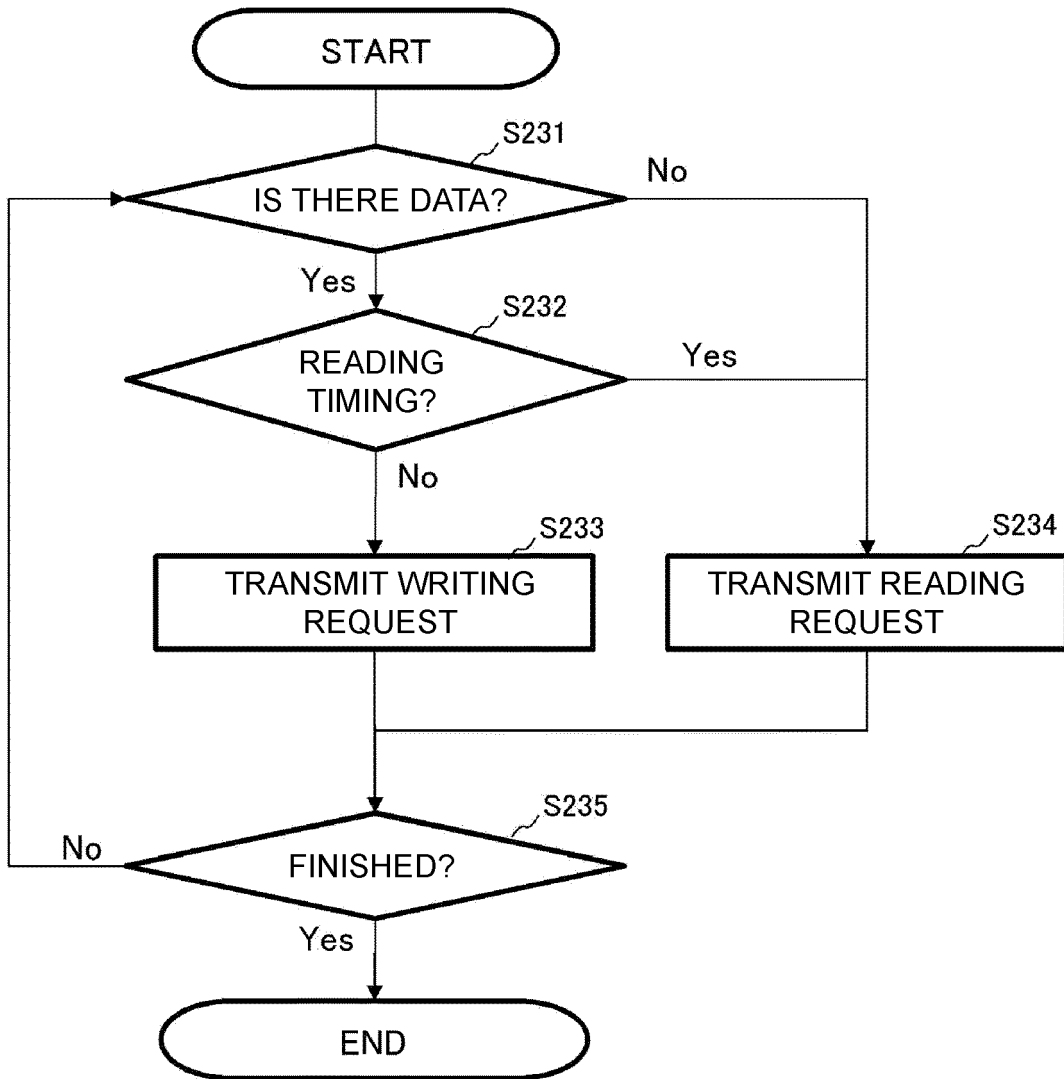 START
S231
IS THERE DATA?
No
Yes
S232
READING
TIMING?
Yes
No
S233
TRANSMIT WRITING
REQUEST
S234
TRANSMIT READING
REQUEST
S235
FINISHED?
No
Yes
END